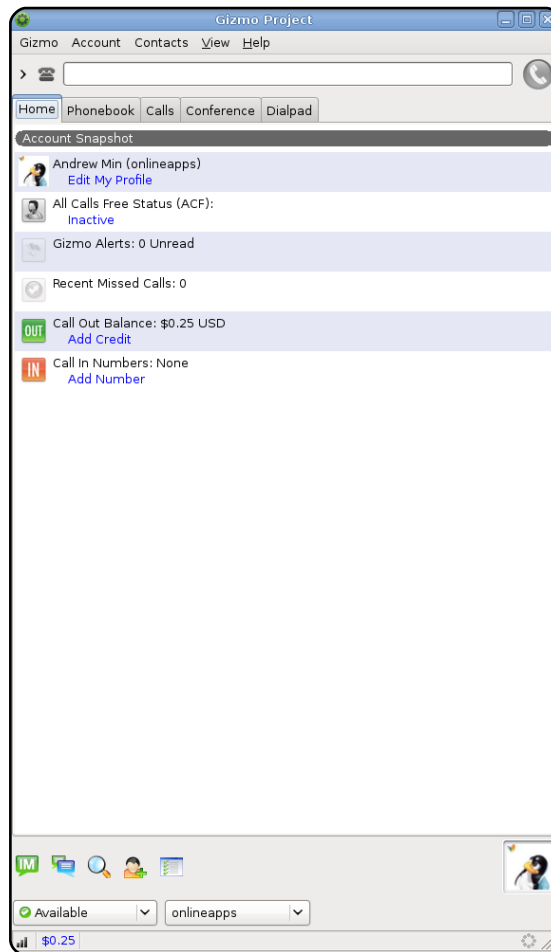 Gizmo Project
Gizmo Account Contacts View Help
Home Phonebook Calls Conference Dialpad
Account Snapshot
Andrew Min (onlineapps)
Edit My Profile
All Calls Free Status (ACF):
Inactive
Gizmo Alerts: 0 Unread
Recent Missed Calls: 0
OUT Call Out Balance: $0.25 USD
Add Credit
IN Call In Numbers: None
Add Number
IM
Available onlineapps
$0.25